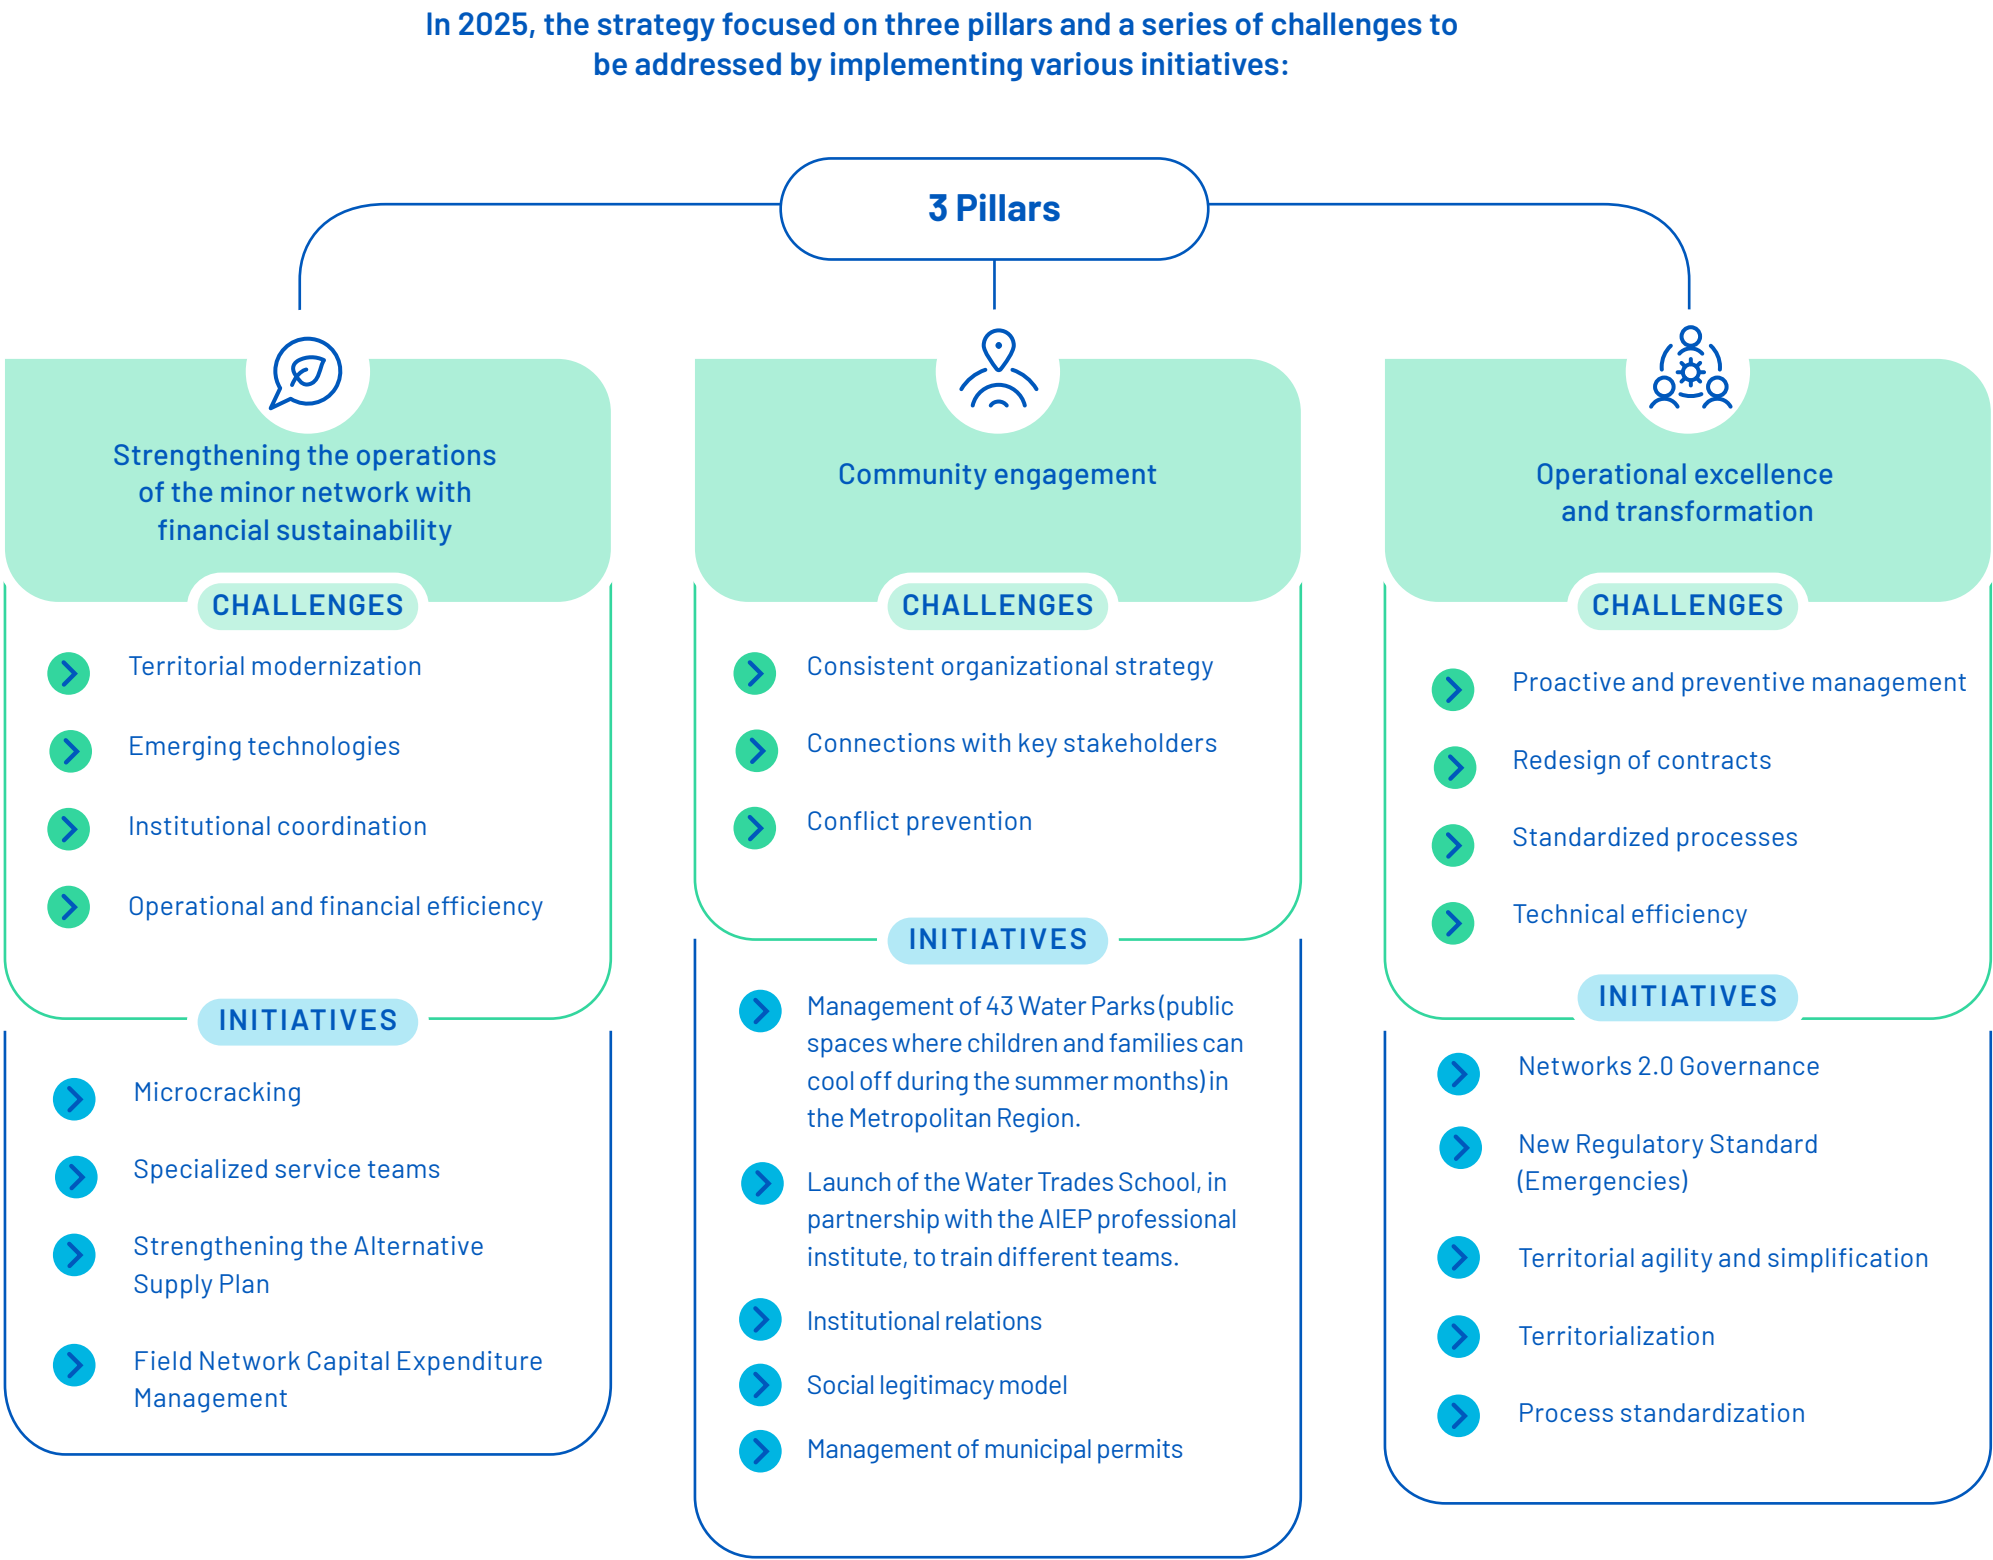 In 2025, the strategy focused on three pillars and a series of challenges to
be addressed by implementing various initiatives:
3 Pillars
Strengthening the operations
of the minor network with
financial sustainability
CHALLENGES
Territorial modernization
Emerging technologies
Institutional coordination
Operational and financial efficiency
INITIATIVES
Microcracking
Specialized service teams
Strengthening the Alternative
Supply Plan
Field Network Capital Expenditure
Management
Community engagement
CHALLENGES
Consistent organizational strategy
Connections with key stakeholders
Conflict prevention
INITIATIVES
Management of 43 Water Parks (public
spaces where children and families can
cool off during the summer months) in
the Metropolitan Region.
Launch of the Water Trades School, in
partnership with the AIEP professional
institute, to train different teams.
Institutional relations
Social legitimacy model
Management of municipal permits
Operational excellence
and transformation
CHALLENGES
Proactive and preventive management
Redesign of contracts
Standardized processes
Technical efficiency
INITIATIVES
Networks 2.0 Governance
New Regulatory Standard
(Emergencies)
Territorial agility and simplification
Territorialization
Process standardization